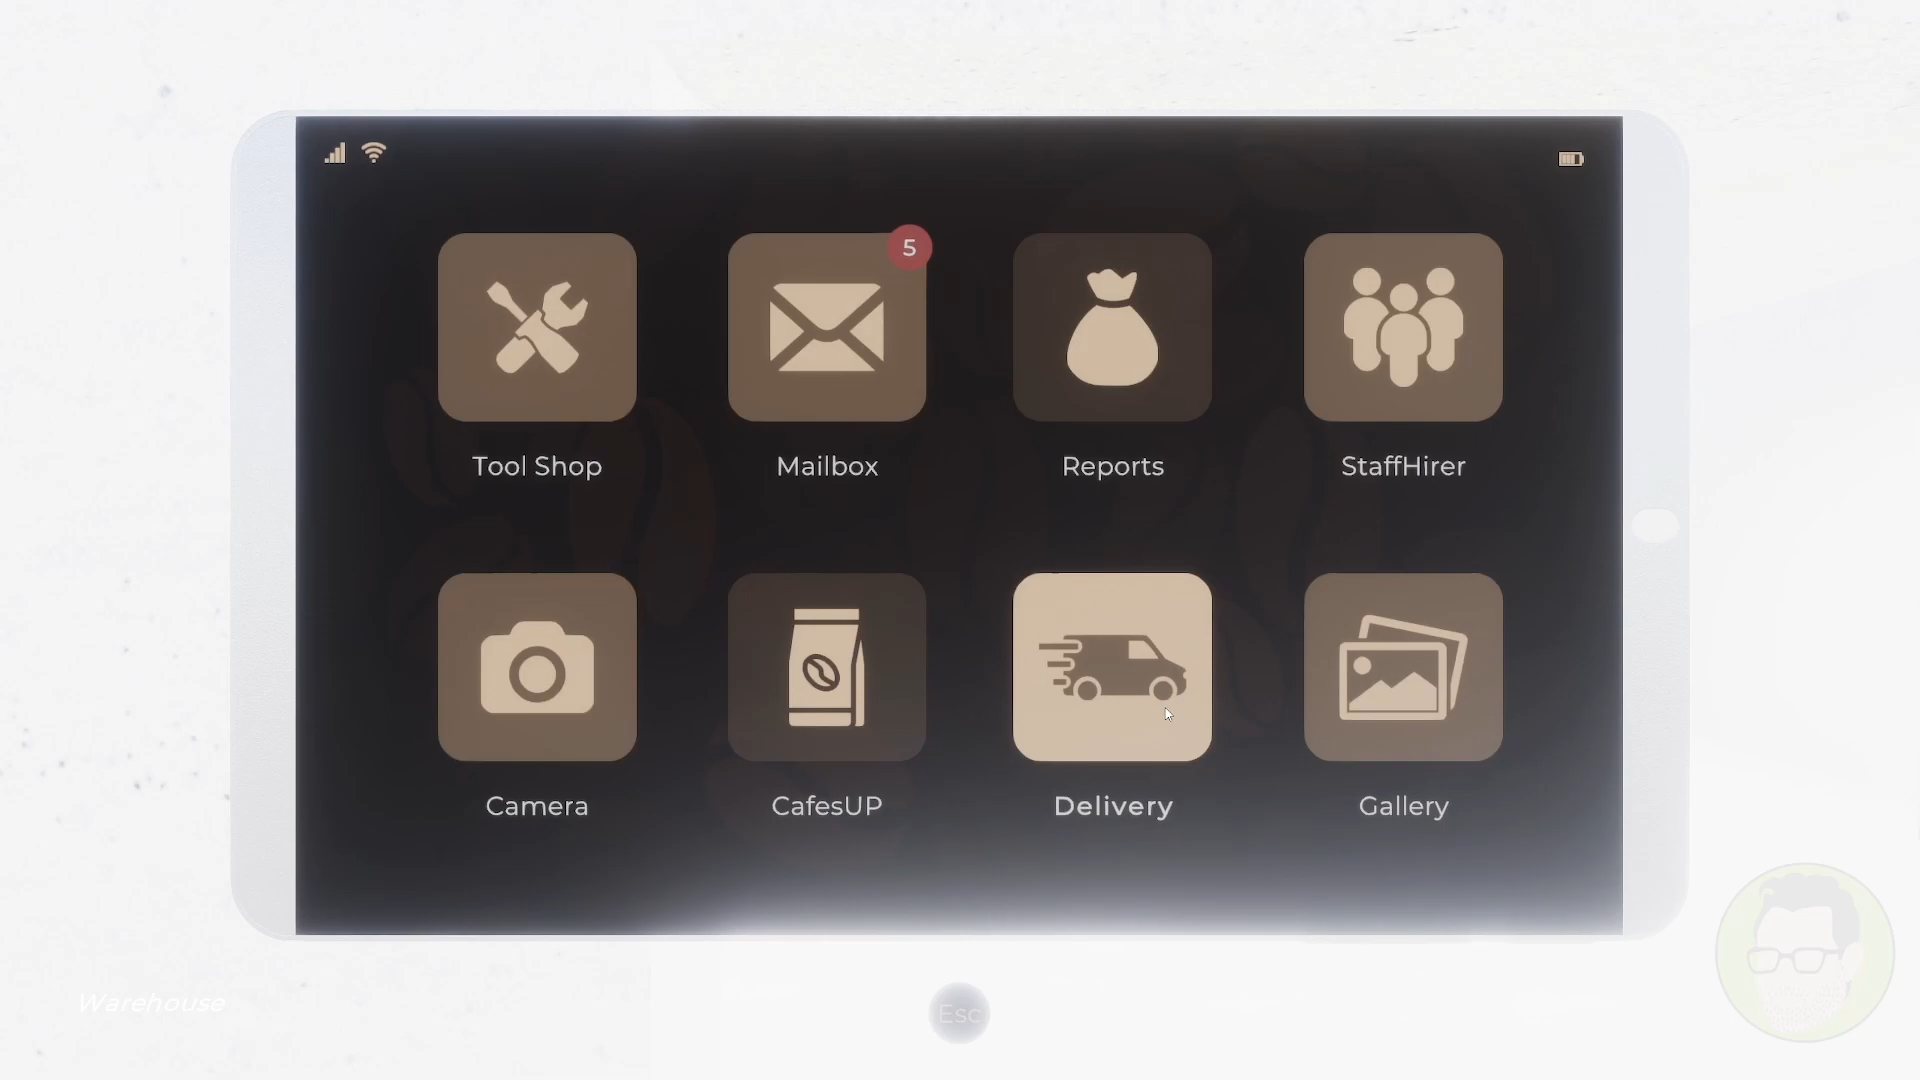 5
Tool Shop
Mailbox
Reports
StaffHirer
Camera
CafesUP
Delivery
Gallery
Warehouse
Esc